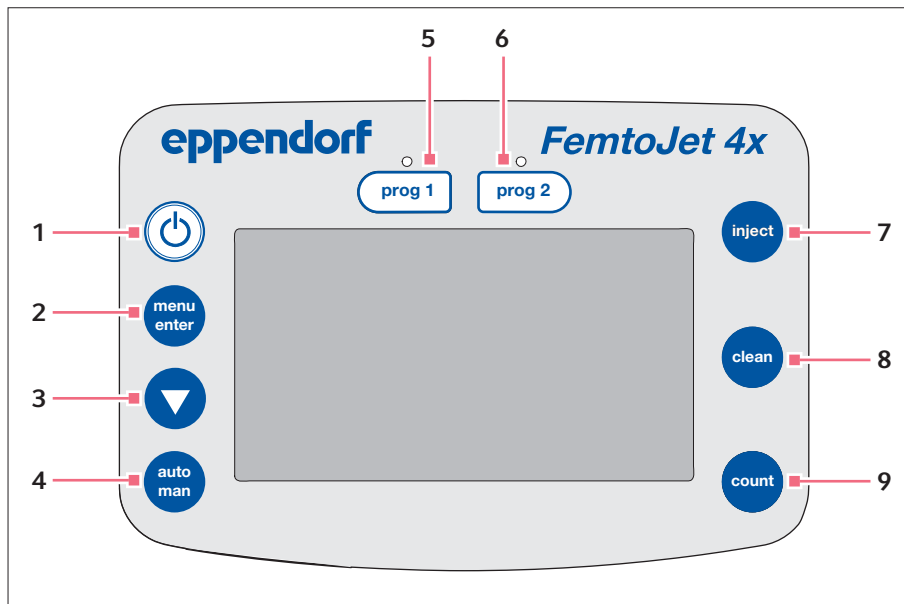 5 6
eppendorf FemtoJet 4x
prog 1 prog 2
1 inject 7
2 menu
enter
clean 8
3
4 auto
man
count 9